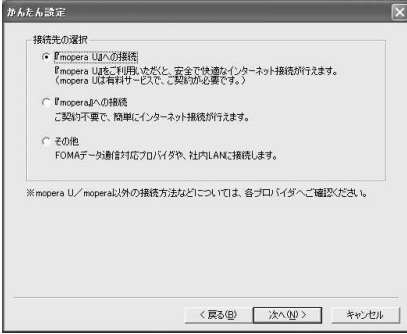 かんたん設定
接続先の選択
『mopera U』への接続
『mopera U』をご利用いただくと、安全で快適なインターネット接続が行えます。
(mopera Uは有料サービスで、ご契約が必要です。)
『mopera』への接続
ご契約不要で、簡単にインターネット接続が行えます。
その他
FOMAデータ通信対応プロバイダや、社内LANに接続します。
※mopera U/mopera以外の接続方法などについては、各プロバイダへご確認ください。
< 戻る(B)
次へ(N) >
キャンセル